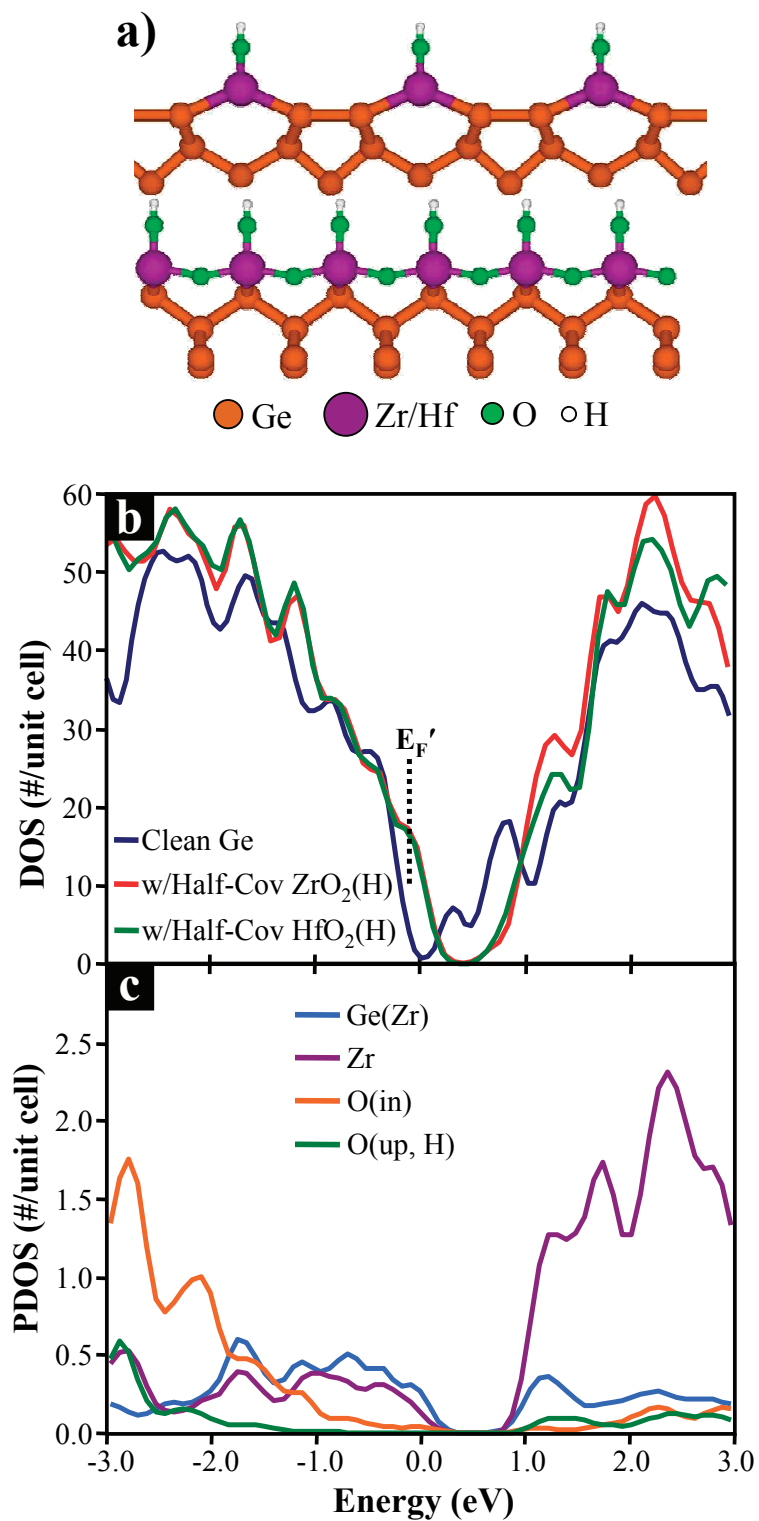 a)
Ge Zr/Hf O H
b
60
50
40
30
20
10
0
DOS (#/unit cell)
E_F′
Clean Ge
w/Half-Cov ZrO₂(H)
w/Half-Cov HfO₂(H)
c
2.5
2.0
1.5
1.0
0.5
0.0
PDOS (#/unit cell)
Ge(Zr)
Zr
O(in)
O(up, H)
-3.0 -2.0 -1.0 0.0 1.0 2.0 3.0
Energy (eV)